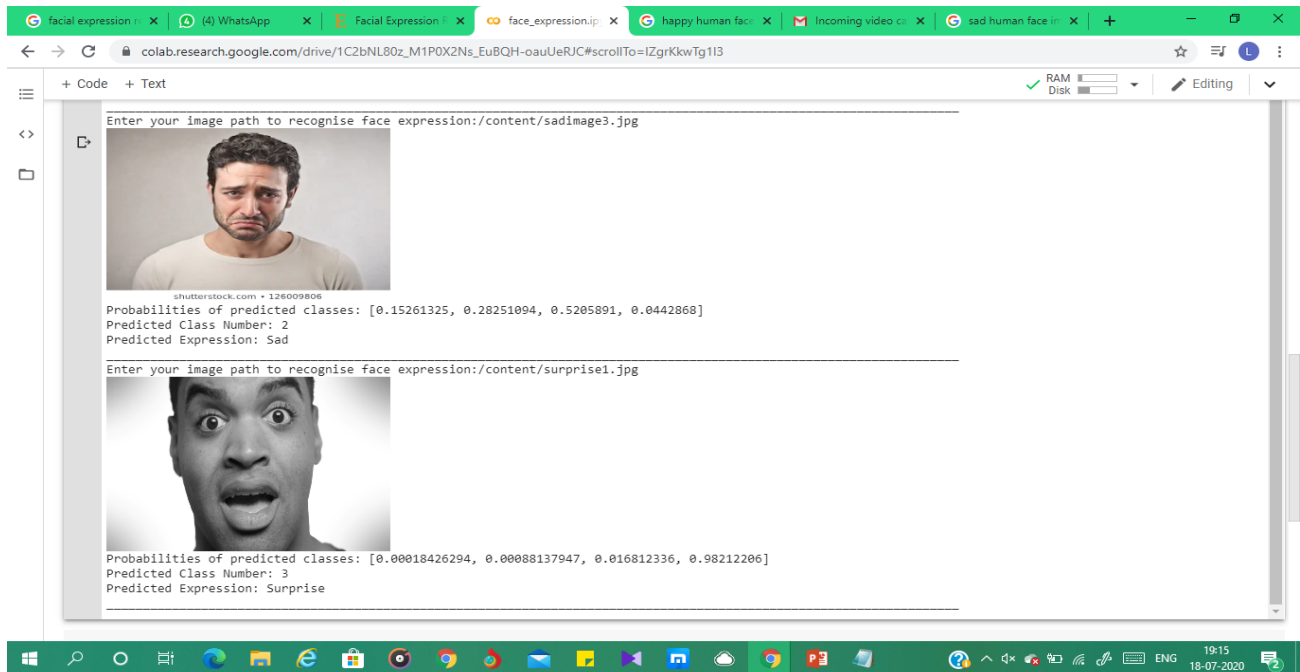 facial expression r
(4) WhatsApp
Facial Expression R
face_expression.ip
happy human face
Incoming video ca
sad human face im
colab.research.google.com/drive/1C2bNL80z_M1P0X2Ns_EuBQH-oauUeRJC#scrollTo=IZgrKkwTg1I3
L
+ Code + Text
RAM
Disk
Editing
Enter your image path to recognise face expression:/content/sadimage3.jpg
shutterstock.com • 126009806
Probabilities of predicted classes: [0.15261325, 0.28251094, 0.5205891, 0.0442868]
Predicted Class Number: 2
Predicted Expression: Sad
Enter your image path to recognise face expression:/content/surprise1.jpg
Probabilities of predicted classes: [0.00018426294, 0.00088137947, 0.016812336, 0.98212206]
Predicted Class Number: 3
Predicted Expression: Surprise
ENG
19:15
18-07-2020
2